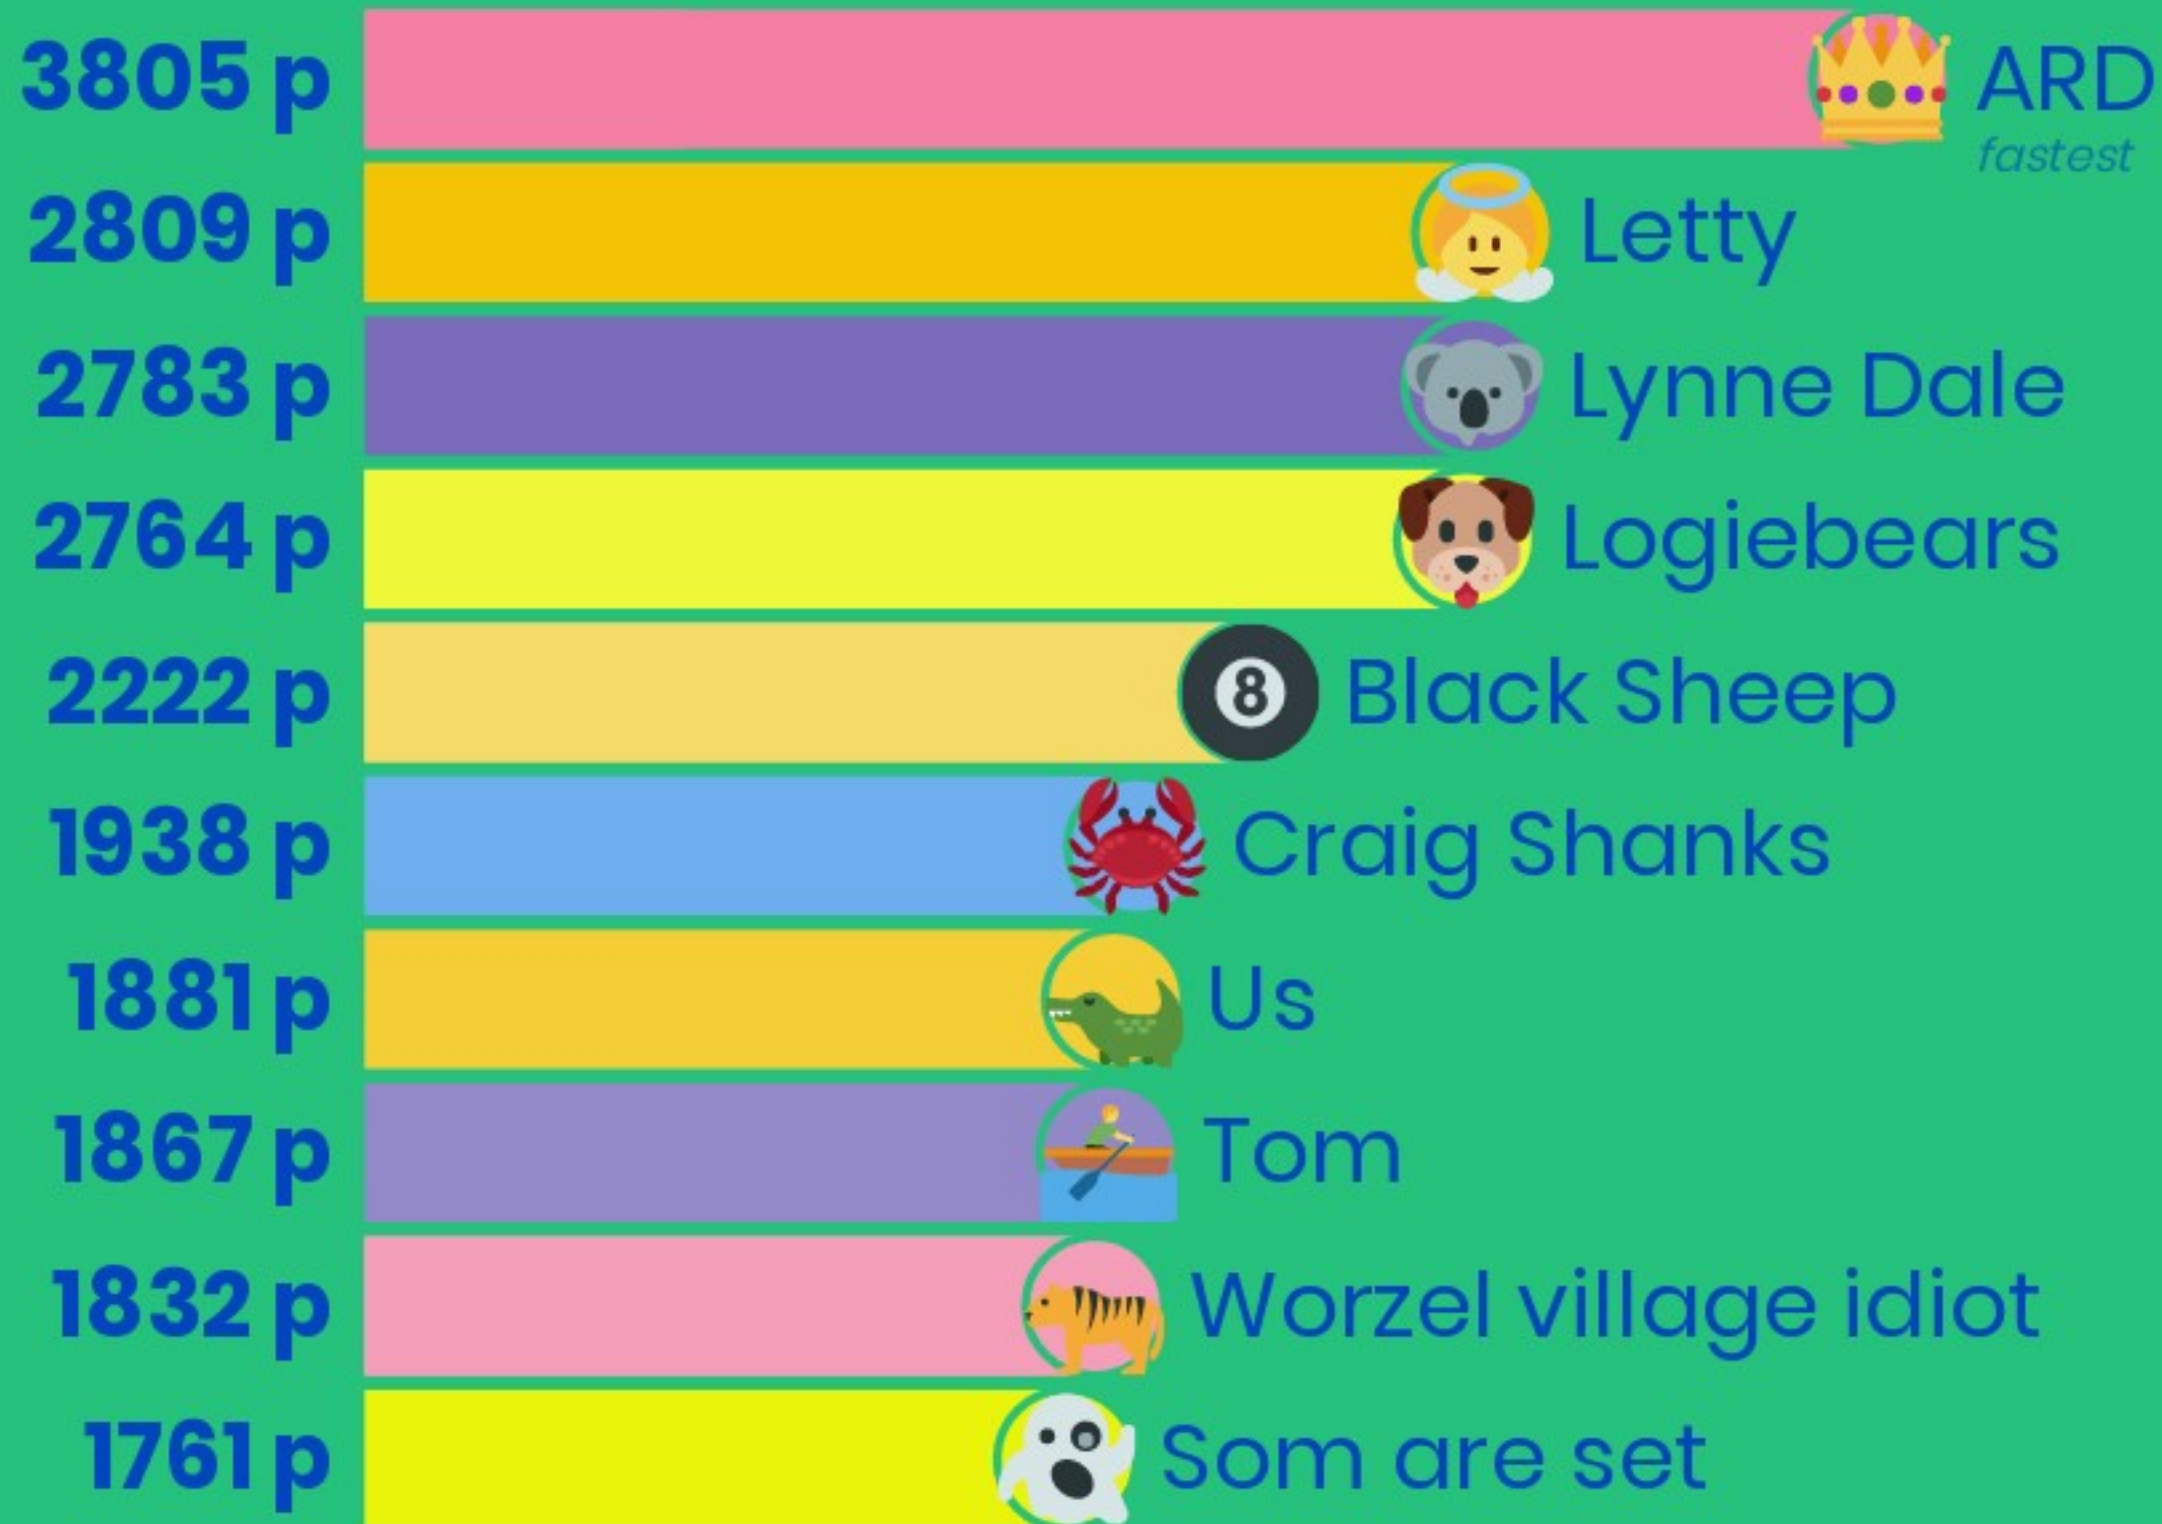 3805 p ARD
fastest
2809 p Letty
2783 p Lynne Dale
2764 p Logiebears
2222 p 8 Black Sheep
1938 p Craig Shanks
1881 p Us
1867 p Tom
1832 p Worzel village idiot
1761 p Som are set